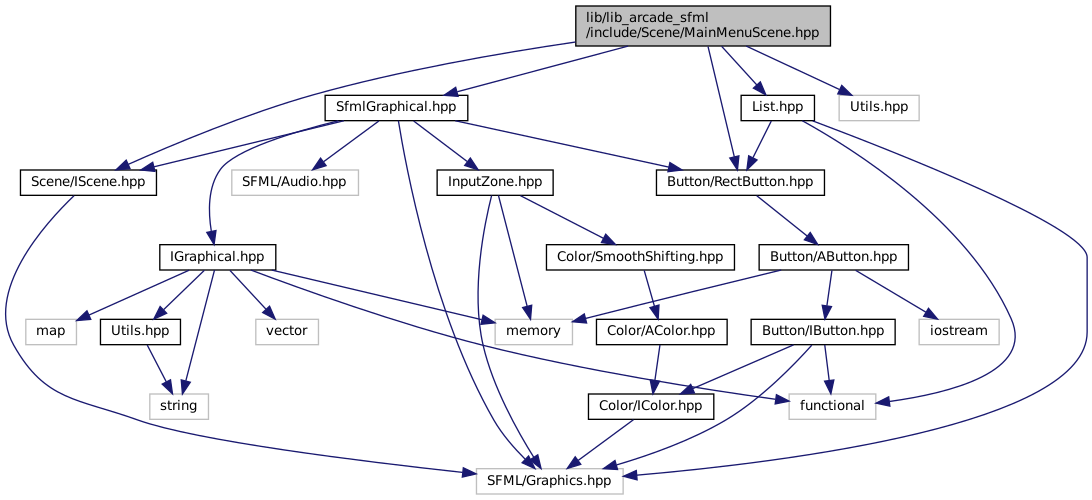 lib/lib_arcade_sfml
/include/Scene/MainMenuScene.hpp
SfmlGraphical.hpp
List.hpp
Utils.hpp
Scene/IScene.hpp
SFML/Audio.hpp
InputZone.hpp
Button/RectButton.hpp
IGraphical.hpp
Color/SmoothShifting.hpp
Button/AButton.hpp
map
Utils.hpp
vector
memory
Color/AColor.hpp
Button/IButton.hpp
iostream
string
Color/IColor.hpp
functional
SFML/Graphics.hpp